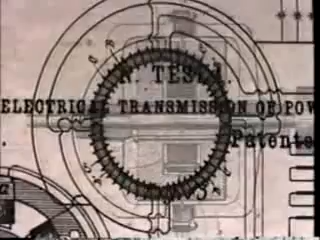 N. TESLA.
ELECTRICAL TRANSMISSION OF POW
Patente